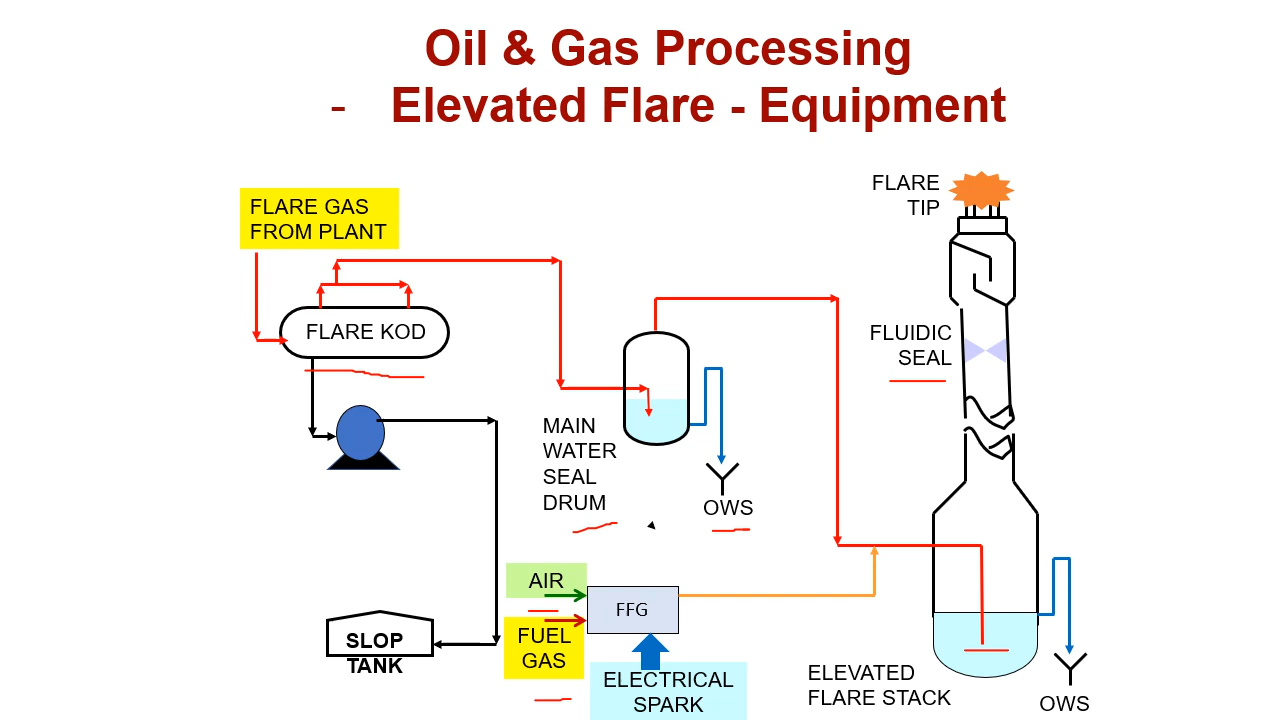 Oil & Gas Processing
- Elevated Flare - Equipment
FLARE GAS
FROM PLANT
FLARE KOD
MAIN
WATER
SEAL
DRUM
OWS
FLARE
TIP
FLUIDIC
SEAL
AIR
FUEL
GAS
FFG
ELECTRICAL
SPARK
SLOP
TANK
ELEVATED
FLARE STACK
OWS